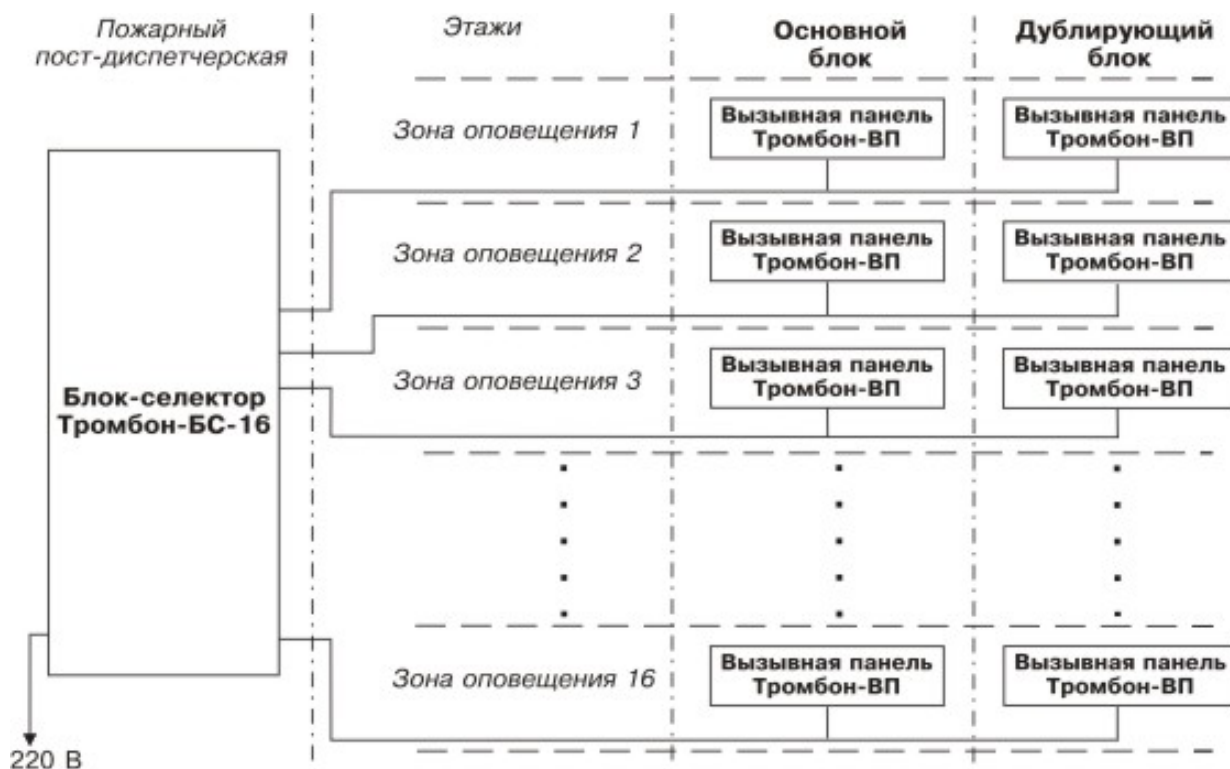 Пожарный
пост-диспетчерская
Этажи
Основной
блок
Дублирующий
блок
Зона оповещения 1
Вызывная панель
Тромбон-ВП
Вызывная панель
Тромбон-ВП
Зона оповещения 2
Вызывная панель
Тромбон-ВП
Вызывная панель
Тромбон-ВП
Зона оповещения 3
Вызывная панель
Тромбон-ВП
Вызывная панель
Тромбон-ВП
Блок-селектор
Тромбон-БС-16
Зона оповещения 16
Вызывная панель
Тромбон-ВП
Вызывная панель
Тромбон-ВП
220 В